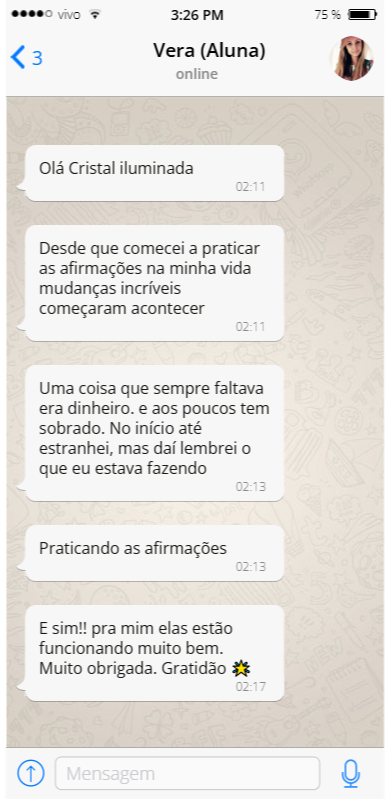 vivo 3:26 PM 75 %
3 Vera (Aluna)
online
Olá Cristal iluminada
02:11
Desde que comecei a praticar
as afirmações na minha vida
mudanças incríveis
começaram acontecer
02:11
Uma coisa que sempre faltava
era dinheiro. e aos poucos tem
sobrado. No início até
estranhei, mas daí lembrei o
que eu estava fazendo
02:13
Praticando as afirmações
02:13
E sim!! pra mim elas estão
funcionando muito bem.
Muito obrigada. Gratidão 🌟
02:17
Mensagem